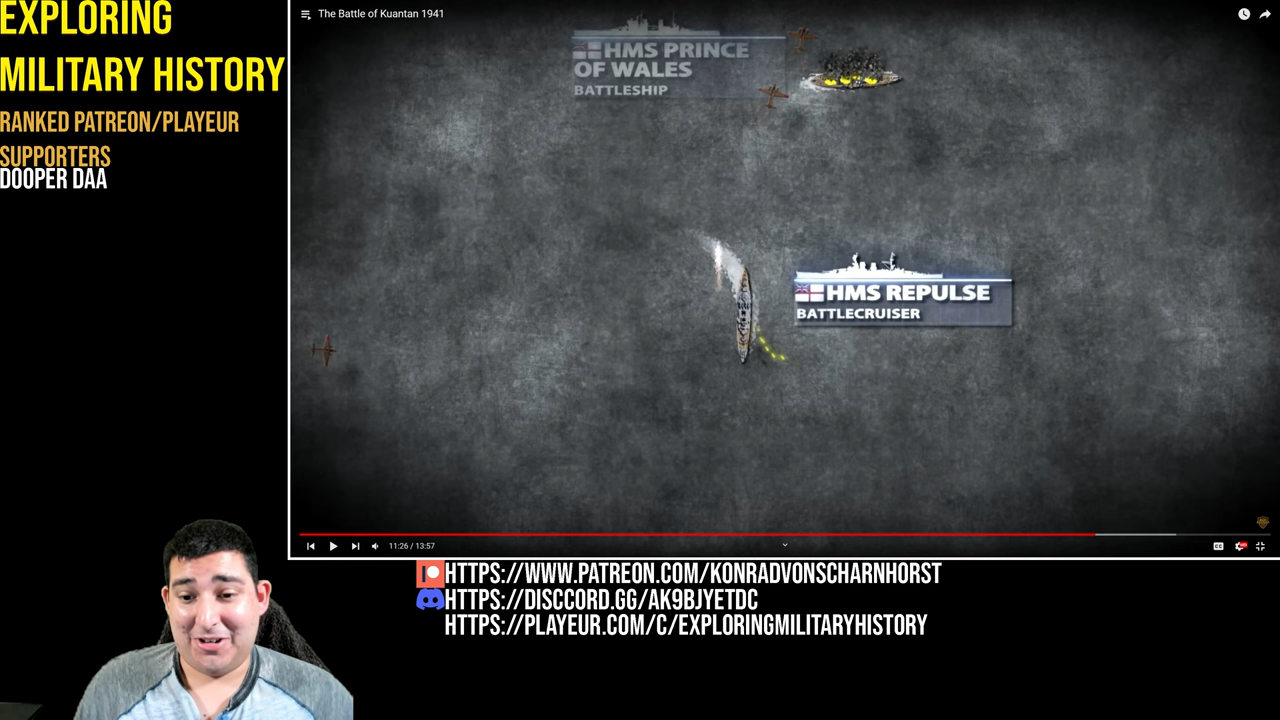 EXPLORING
MILITARY HISTORY
RANKED PATREON/PLAYEUR
SUPPORTERS
DOOPER DAA
The Battle of Kuantan 1941
HMS PRINCE
OF WALES
BATTLESHIP
HMS REPULSE
BATTLECRUISER
11:26 / 13:57
HTTPS://WWW.PATREON.COM/KONRADVONSCHARNHORST
HTTPS://DISCCORD.GG/AK9BJYETDC
HTTPS://PLAYEUR.COM/C/EXPLORINGMILITARYHISTORY